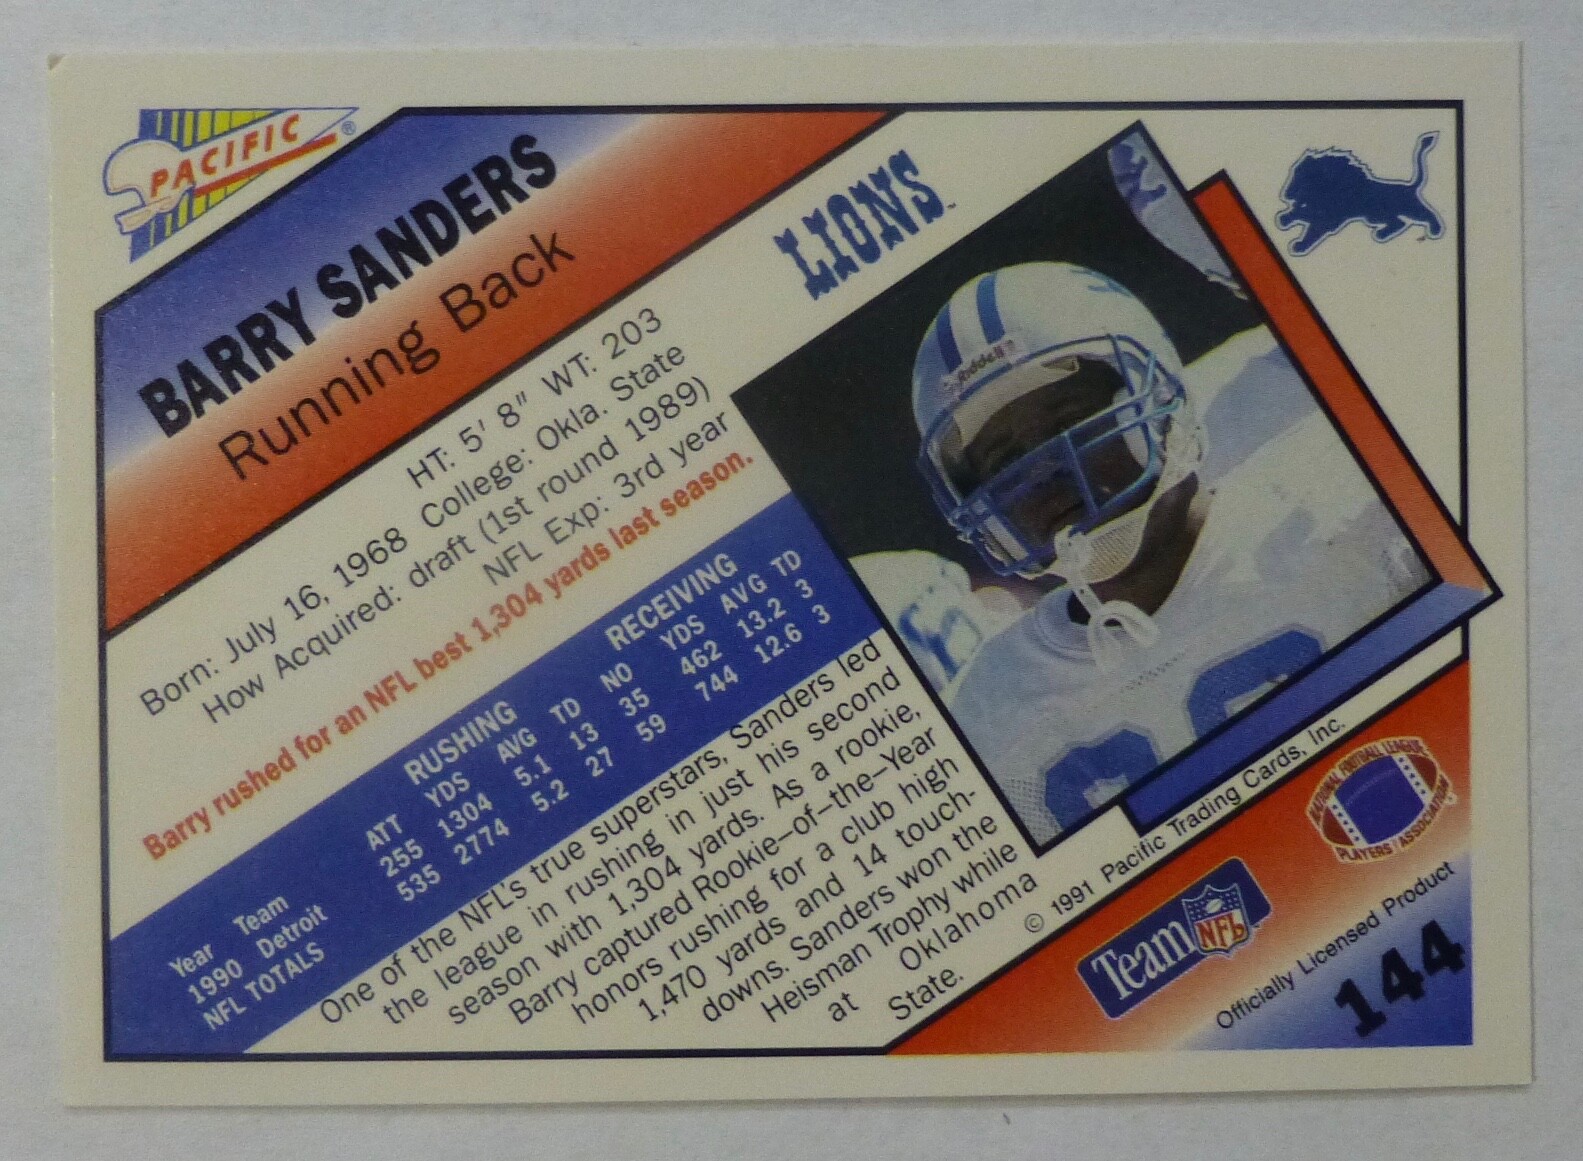 PACIFIC ®
BARRY SANDERS
Running Back
LIONS™
HT: 5' 8" WT: 203
Born: July 16, 1968 College: Okla. State
How Acquired: draft (1st round 1989)
NFL Exp: 3rd year
Barry rushed for an NFL best 1,304 yards last season.
RUSHING RECEIVING
Year Team ATT YDS AVG TD NO YDS AVG TD
1990 Detroit 255 1304 5.1 13 35 462 13.2 3
NFL TOTALS 535 2774 5.2 27 59 744 12.6 3
One of the NFL's true superstars, Sanders led
the league in rushing in just his second
season with 1,304 yards. As a rookie,
Barry captured Rookie–of–the–Year
honors rushing for a club high
1,470 yards and 14 touch-
downs. Sanders won the
Heisman Trophy while
at Oklahoma
State.
Riddell
© 1991 Pacific Trading Cards, Inc.
NATIONAL FOOTBALL LEAGUE
PLAYERS ASSOCIATION
Team NFL
Officially Licensed Product
144